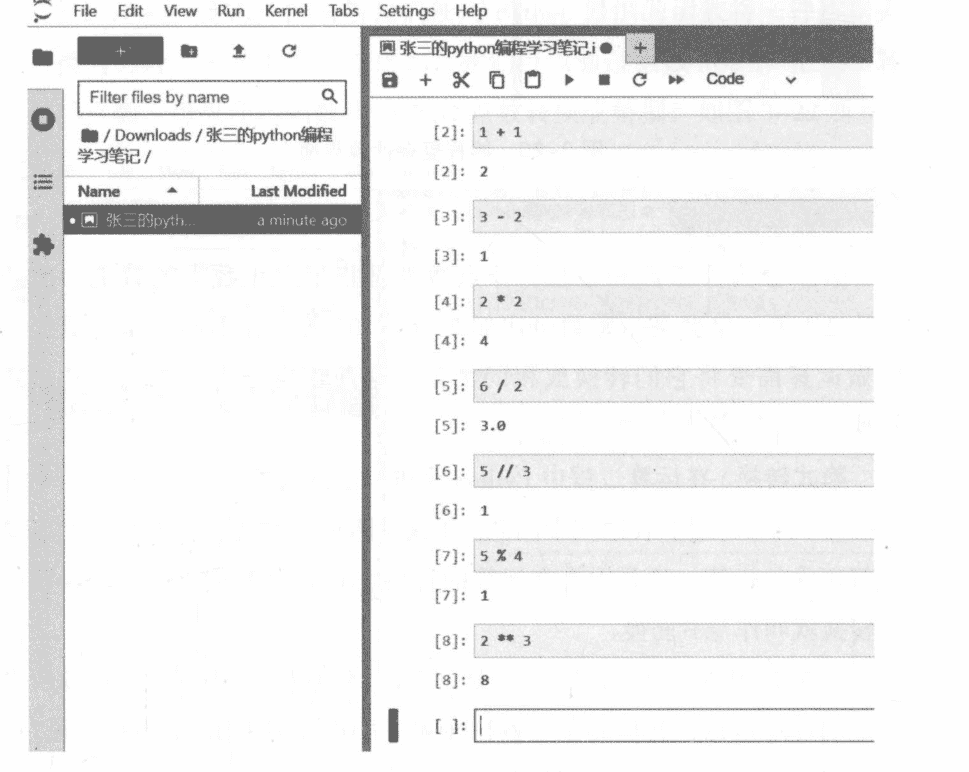 File Edit View Run Kernel Tabs Settings Help
+
Filter files by name
/ Downloads / 张三的python编程
学习笔记 /
Name Last Modified
张三的pyth... a minute ago
张三的python编程学习笔记.i
+
Code
[2]: 1 + 1
[2]: 2
[3]: 3 - 2
[3]: 1
[4]: 2 * 2
[4]: 4
[5]: 6 / 2
[5]: 3.0
[6]: 5 // 3
[6]: 1
[7]: 5 % 4
[7]: 1
[8]: 2 ** 3
[8]: 8
[ ]: